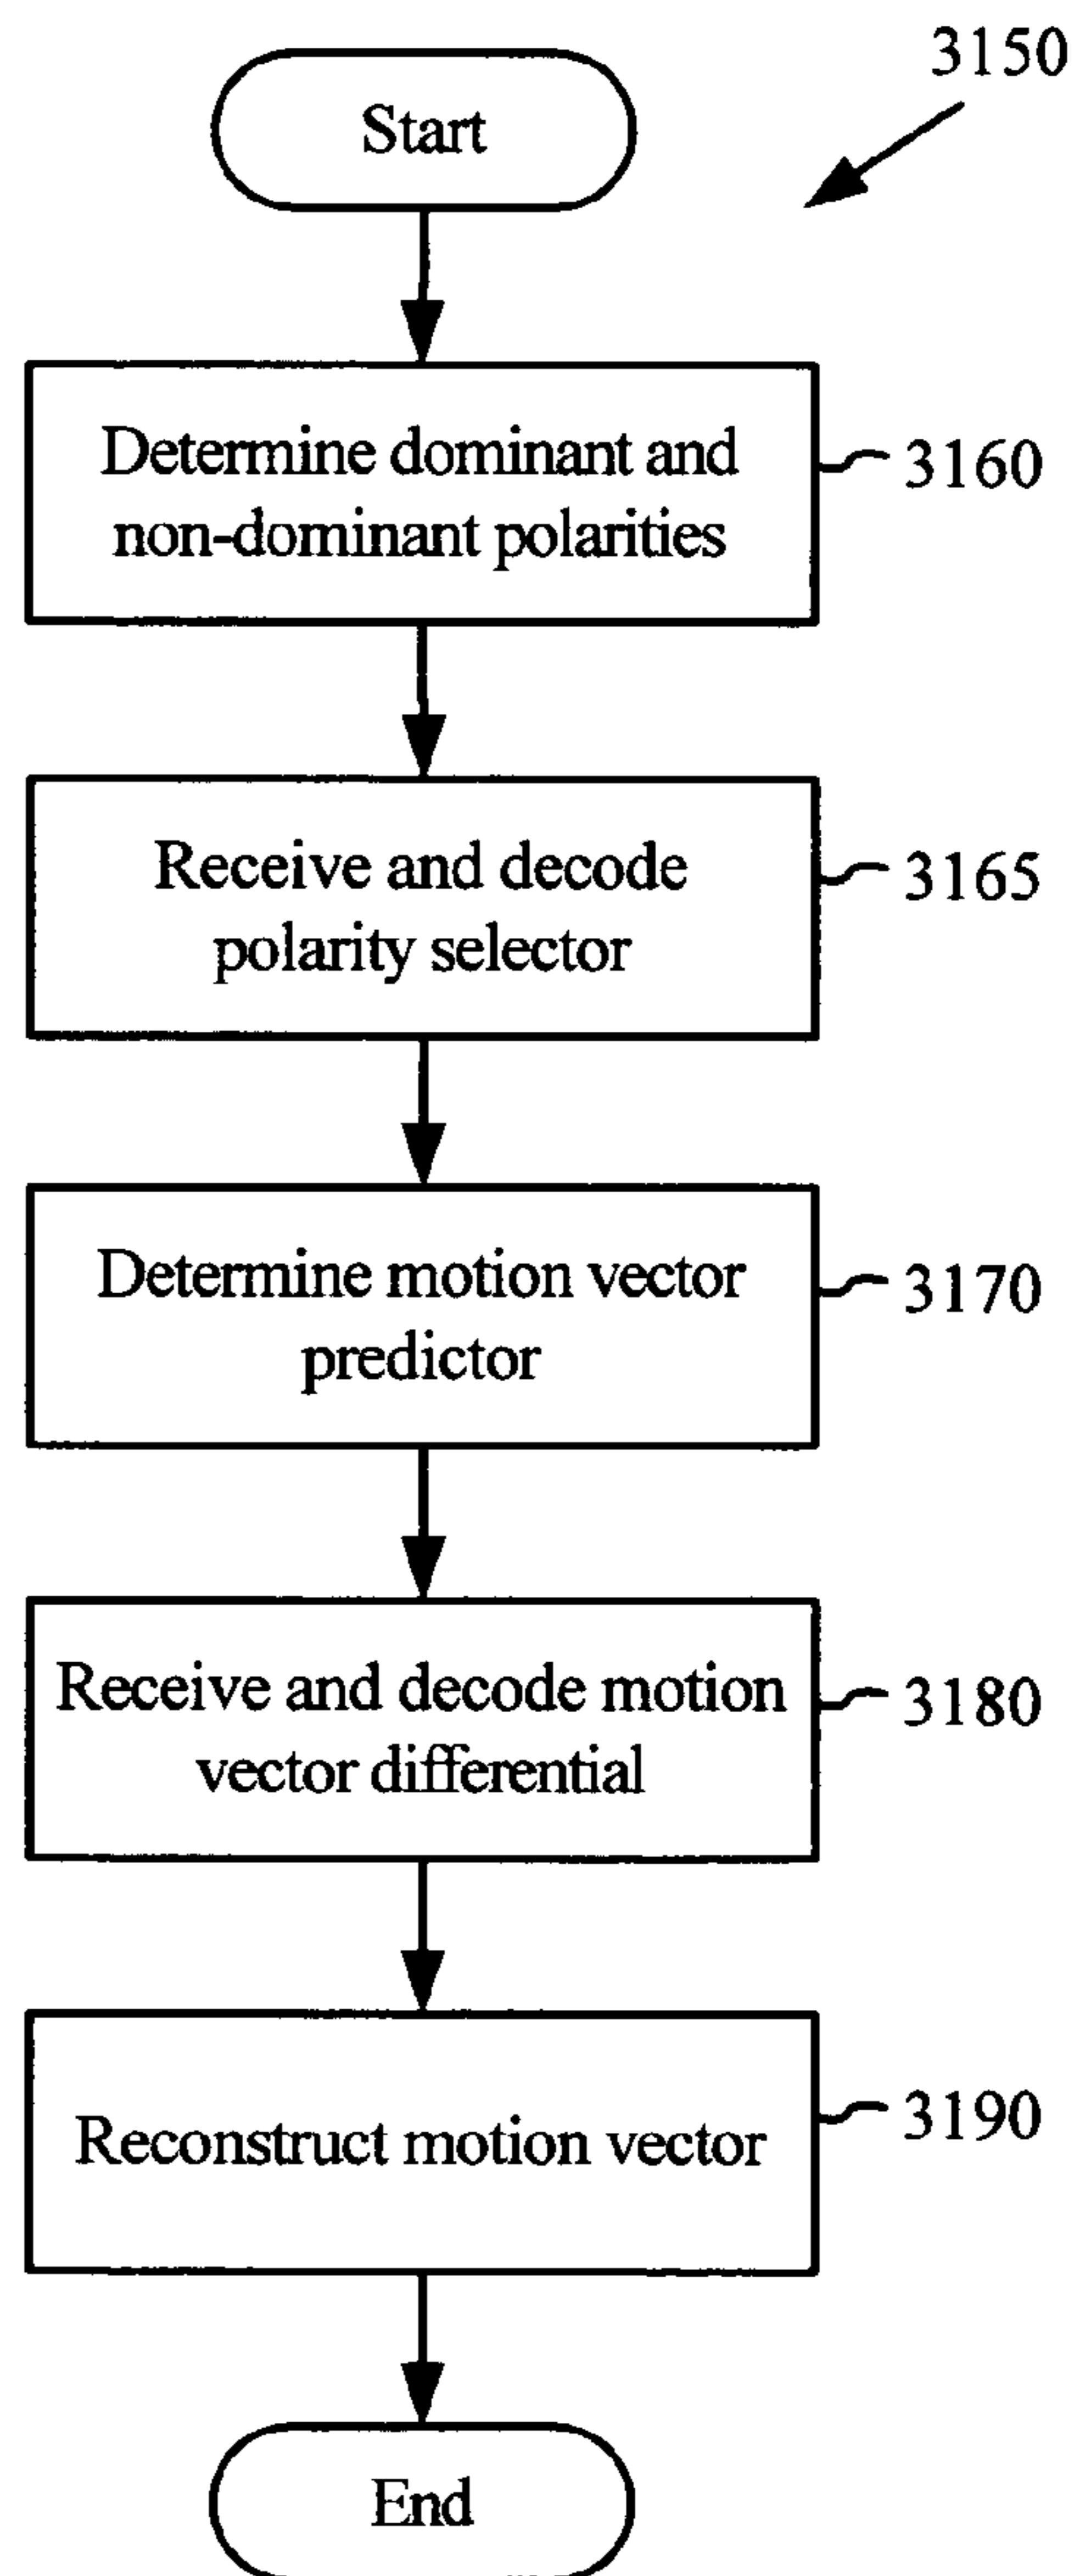 3150
Start
Determine dominant and
non-dominant polarities
3160
Receive and decode
polarity selector
3165
Determine motion vector
predictor
3170
Receive and decode motion
vector differential
3180
Reconstruct motion vector
3190
End